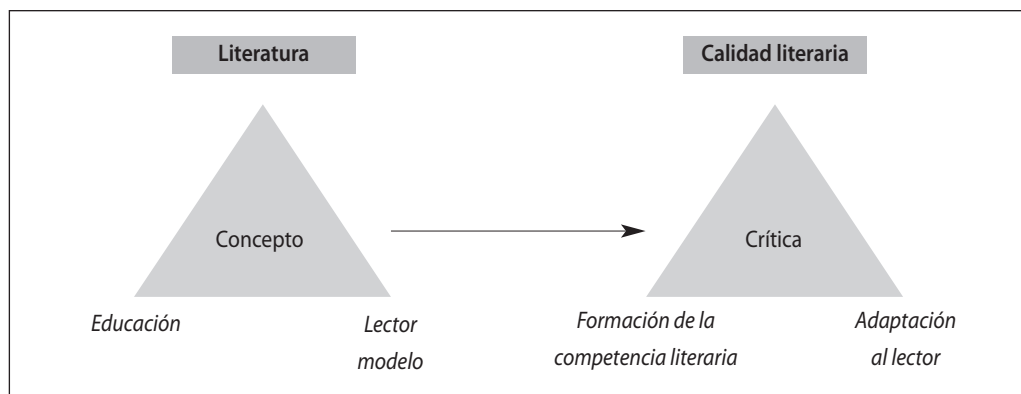 Literatura
Calidad literaria
Concepto
Crítica
Educación
Lector
modelo
Formación de la
competencia literaria
Adaptación
al lector